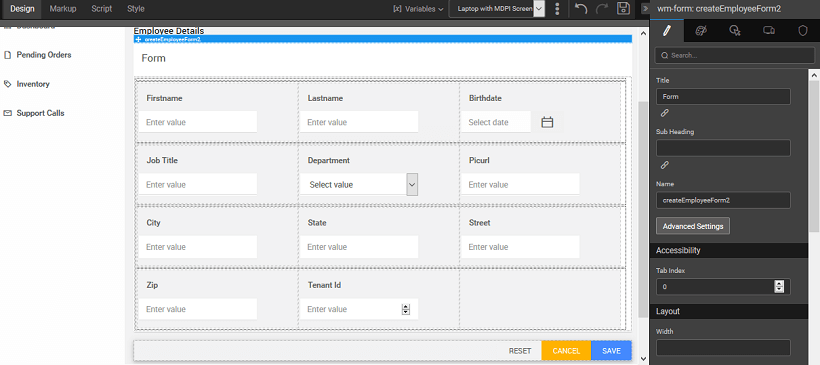 Design Markup Script Style [x] Variables Laptop with MDPI Screen
wm-form: createEmployeeForm2
Dashboard
Pending Orders
Inventory
Support Calls
Employee Details
createEmployeeForm2
Form
Firstname Lastname Birthdate
Enter value Enter value Select date
Job Title Department Picurl
Enter value Select value Enter value
City State Street
Enter value Enter value Enter value
Zip Tenant Id
Enter value Enter value
RESET CANCEL SAVE
Search...
Title
Form
Sub Heading
Name
createEmployeeForm2
Advanced Settings
Accessibility
Tab Index
0
Layout
Width